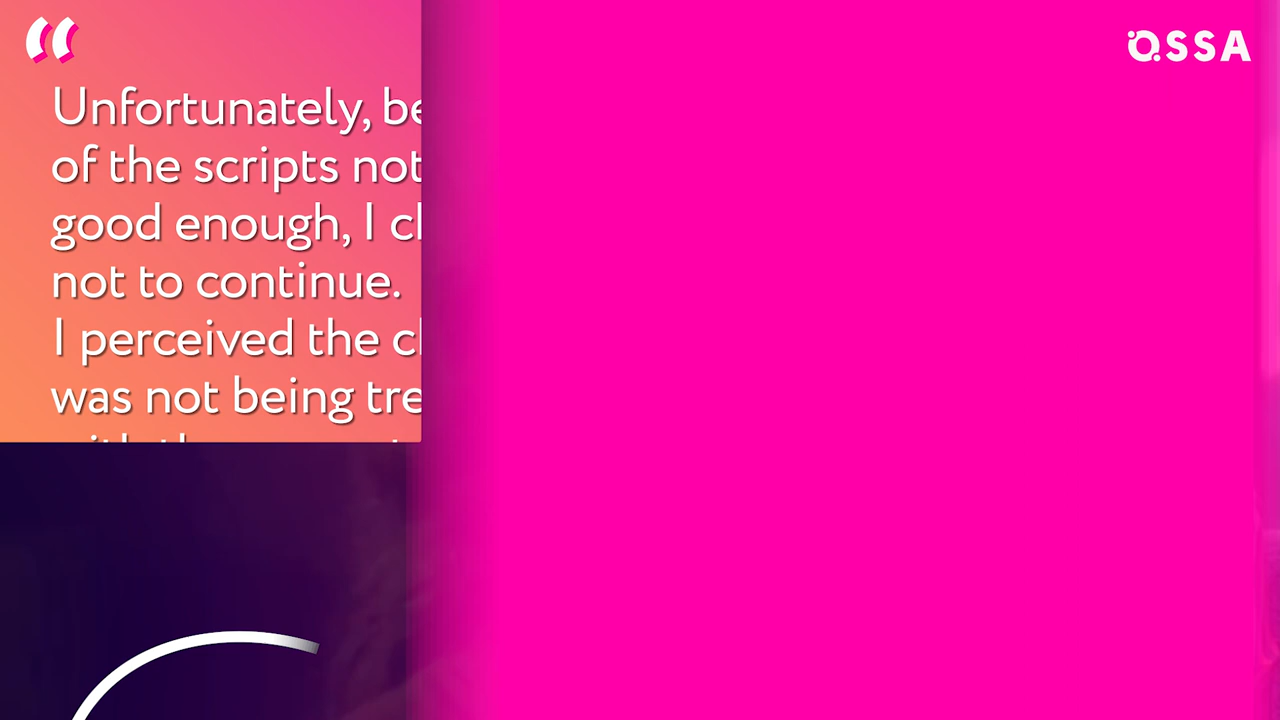 OSSA
Unfortunately, be
of the scripts not
good enough, I cl
not to continue.
I perceived the cl
was not being tre